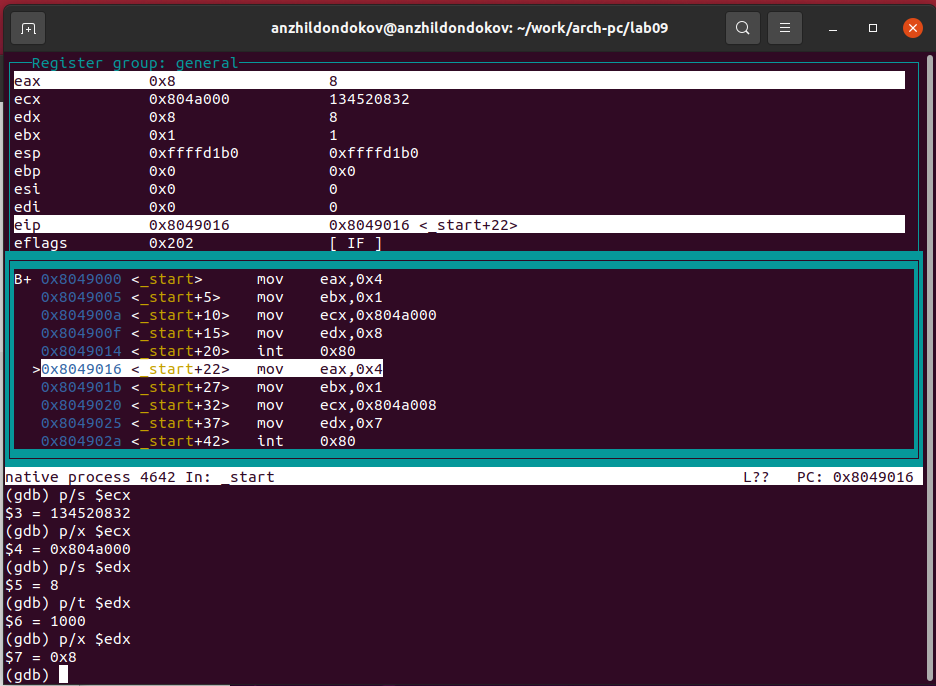 anzhildondokov@anzhildondokov: ~/work/arch-pc/lab09
Register group: general
eax 0x8 8
ecx 0x804a000 134520832
edx 0x8 8
ebx 0x1 1
esp 0xffffd1b0 0xffffd1b0
ebp 0x0 0x0
esi 0x0 0
edi 0x0 0
eip 0x8049016 0x8049016 <_start+22>
eflags 0x202 [ IF ]
B+ 0x8049000 <_start> mov eax,0x4
0x8049005 <_start+5> mov ebx,0x1
0x804900a <_start+10> mov ecx,0x804a000
0x804900f <_start+15> mov edx,0x8
0x8049014 <_start+20> int 0x80
>0x8049016 <_start+22> mov eax,0x4
0x804901b <_start+27> mov ebx,0x1
0x8049020 <_start+32> mov ecx,0x804a008
0x8049025 <_start+37> mov edx,0x7
0x804902a <_start+42> int 0x80
native process 4642 In: _start L?? PC: 0x8049016
(gdb) p/s $ecx
$3 = 134520832
(gdb) p/x $ecx
$4 = 0x804a000
(gdb) p/s $edx
$5 = 8
(gdb) p/t $edx
$6 = 1000
(gdb) p/x $edx
$7 = 0x8
(gdb)